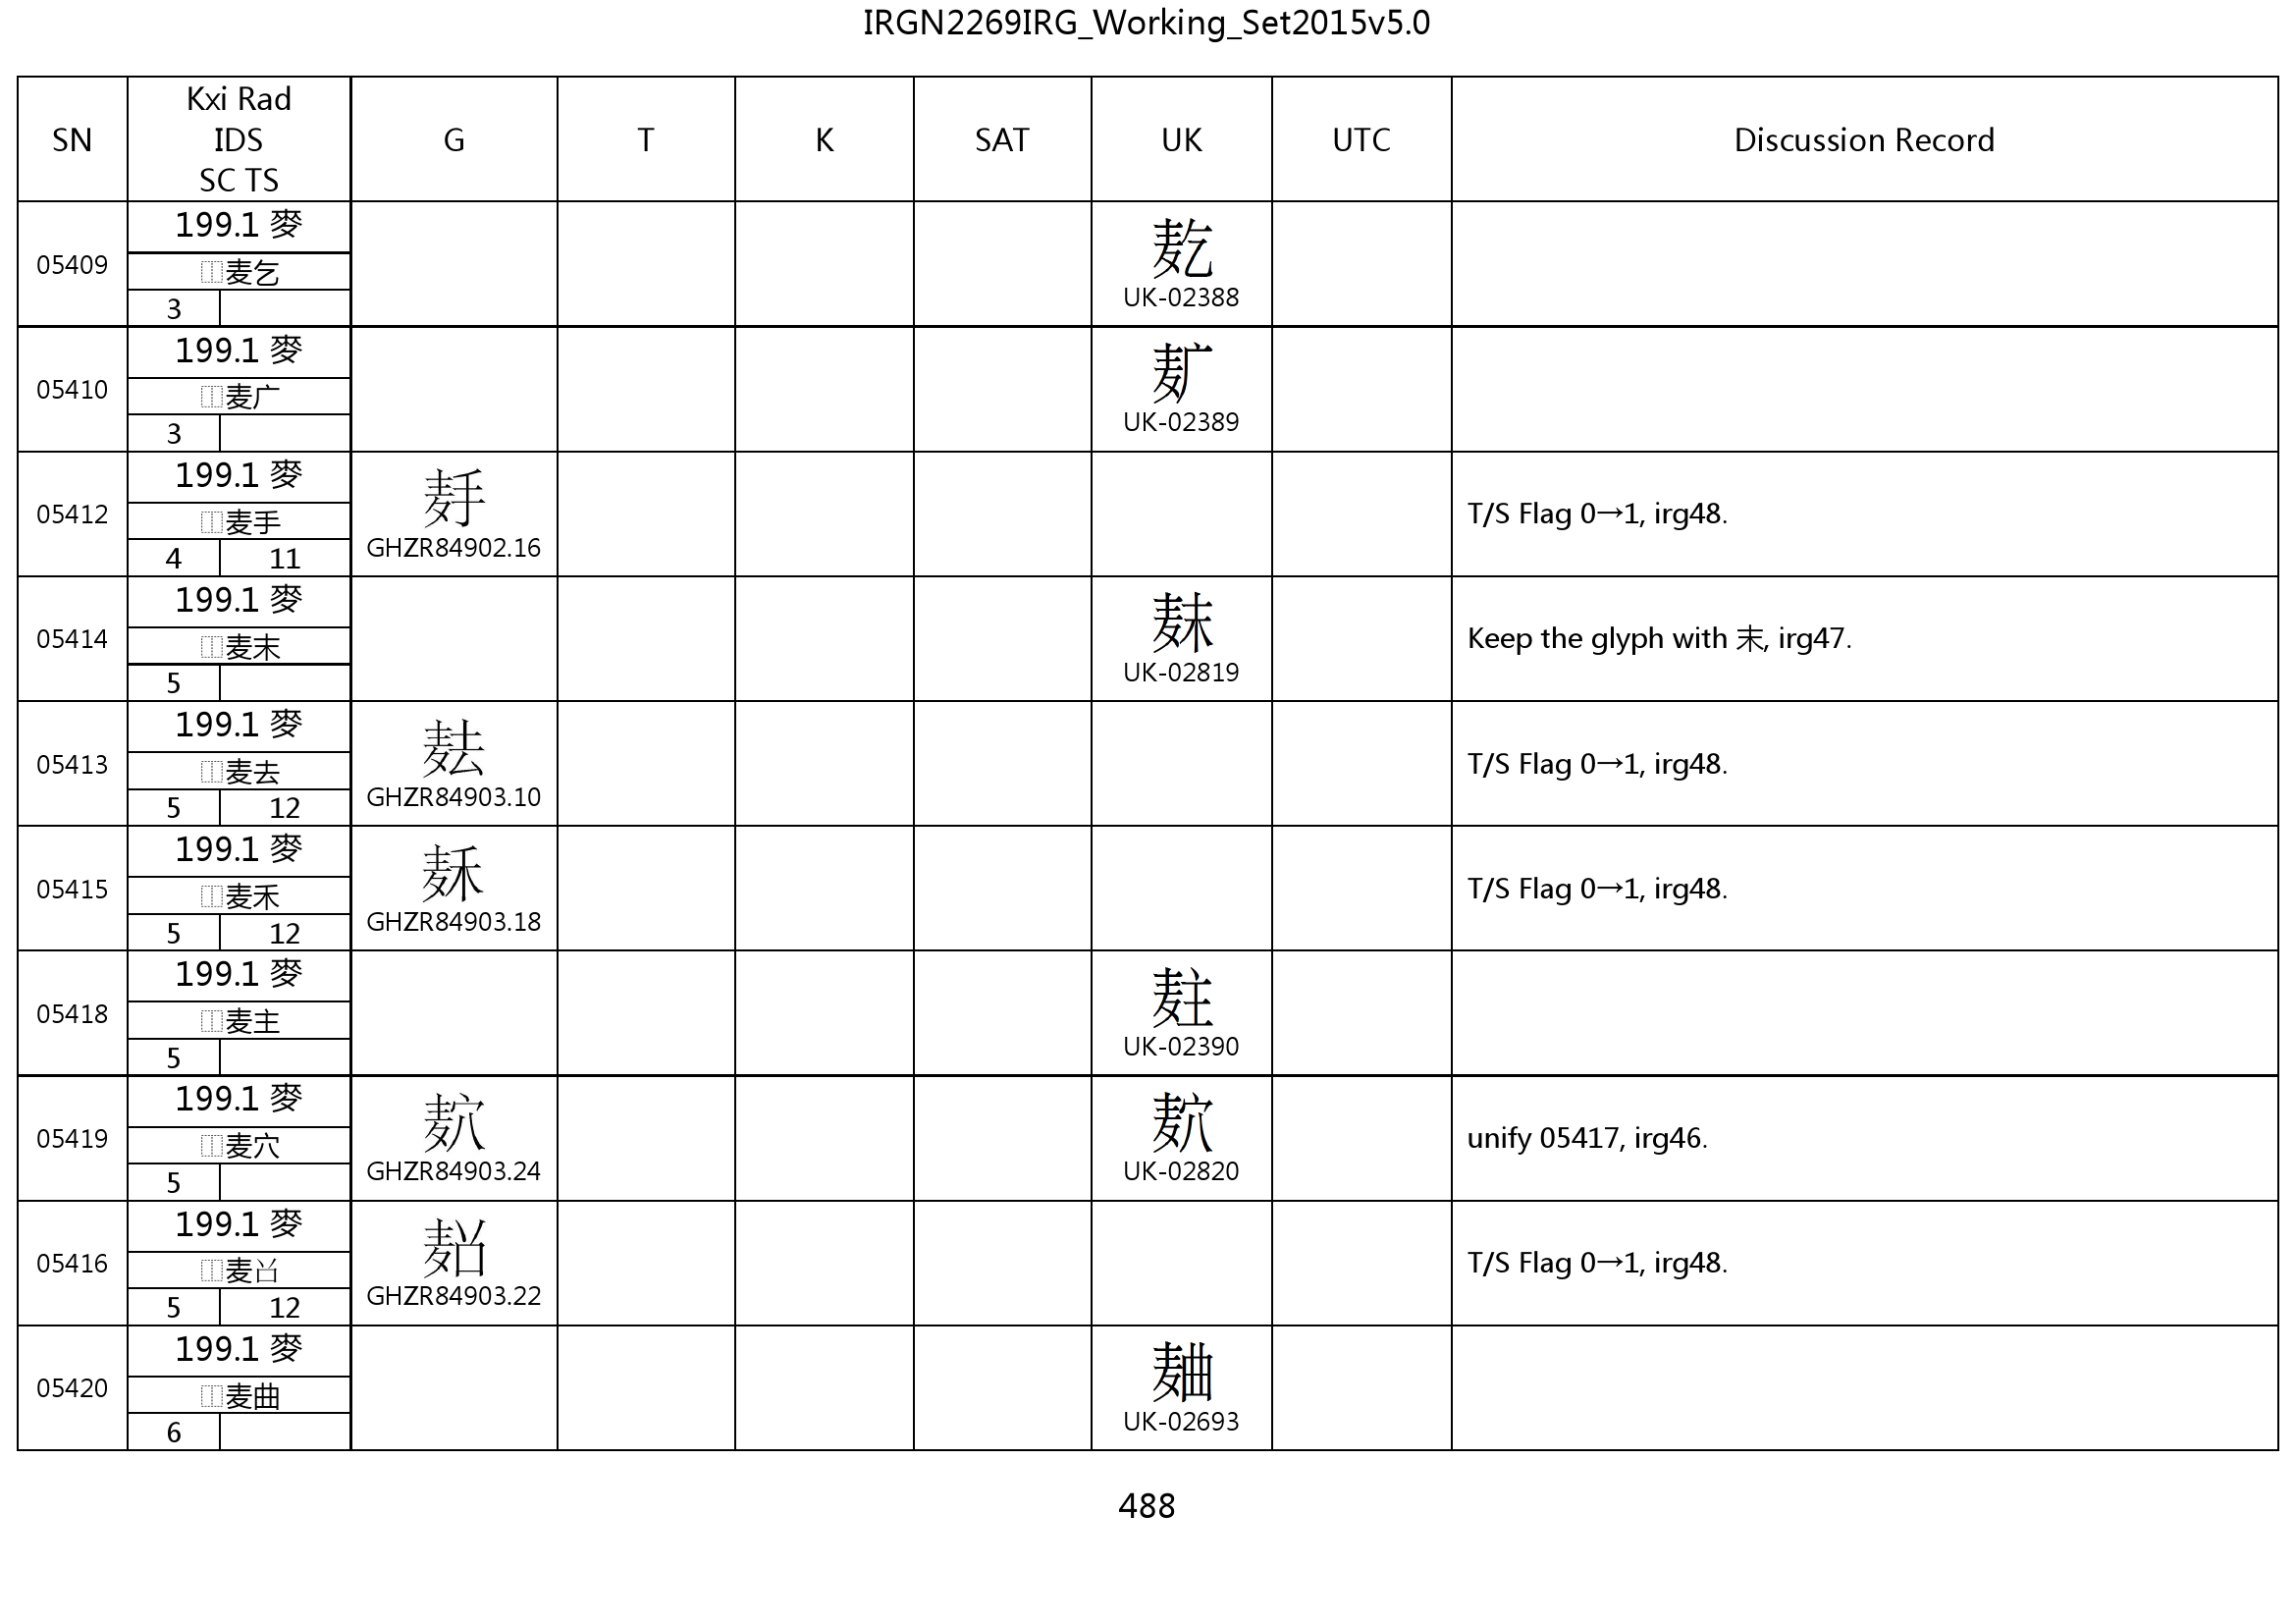 IRGN2269IRG_Working_Set2015v5.0
SN
Kxi Rad
IDS
SC TS
G
T
K
SAT
UK
UTC
Discussion Record
05409
199.1 麥
⿰麦乞
3
UK-02388
05410
199.1 麥
⿰麦广
3
UK-02389
05412
199.1 麥
⿰麦手
4 11
GHZR84902.16
T/S Flag 0→1, irg48.
05414
199.1 麥
⿰麦末
5
UK-02819
Keep the glyph with 末, irg47.
05413
199.1 麥
⿰麦去
5 12
GHZR84903.10
T/S Flag 0→1, irg48.
05415
199.1 麥
⿰麦禾
5 12
GHZR84903.18
T/S Flag 0→1, irg48.
05418
199.1 麥
⿰麦主
5
UK-02390
05419
199.1 麥
⿰麦穴
5
GHZR84903.24
UK-02820
unify 05417, irg46.
05416
199.1 麥
⿰麦㕣
5 12
GHZR84903.22
T/S Flag 0→1, irg48.
05420
199.1 麥
⿰麦曲
6
UK-02693
488